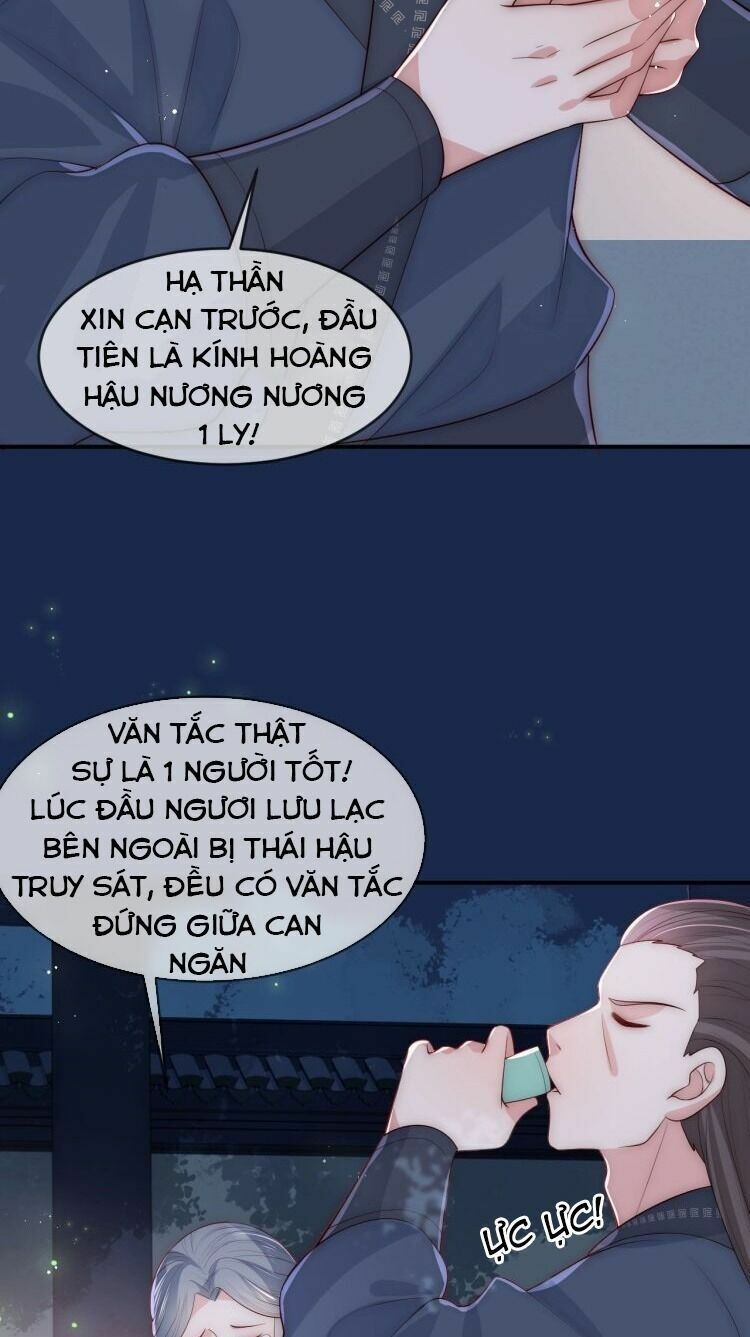 HẠ THẦN
XIN CẠN TRƯỚC, ĐẦU
TIÊN LÀ KÍNH HOÀNG
HẬU NƯƠNG NƯƠNG
1 LY!
VĂN TẮC THẬT
SỰ LÀ 1 NGƯỜI TỐT!
LÚC ĐẦU NGƯƠI LƯU LẠC
BÊN NGOÀI BỊ THÁI HẬU
TRUY SÁT, ĐỀU CÓ VĂN TẮC
ĐỨNG GIỮA CAN
NGĂN
ỰC ỰC!